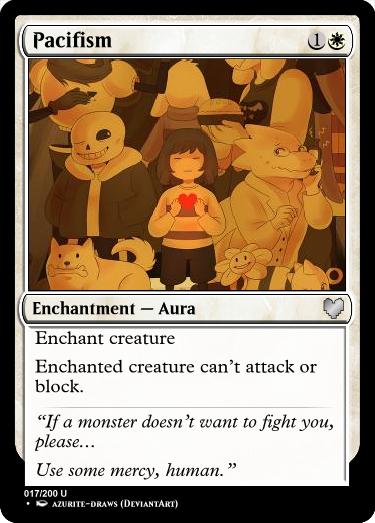 Pacifism 1
Enchantment — Aura
Enchant creature
Enchanted creature can't attack or
block.
“If a monster doesn't want to fight you,
please…
Use some mercy, human.”
017/200 U
• AZURITE-DRAWS (DEVIANTART)